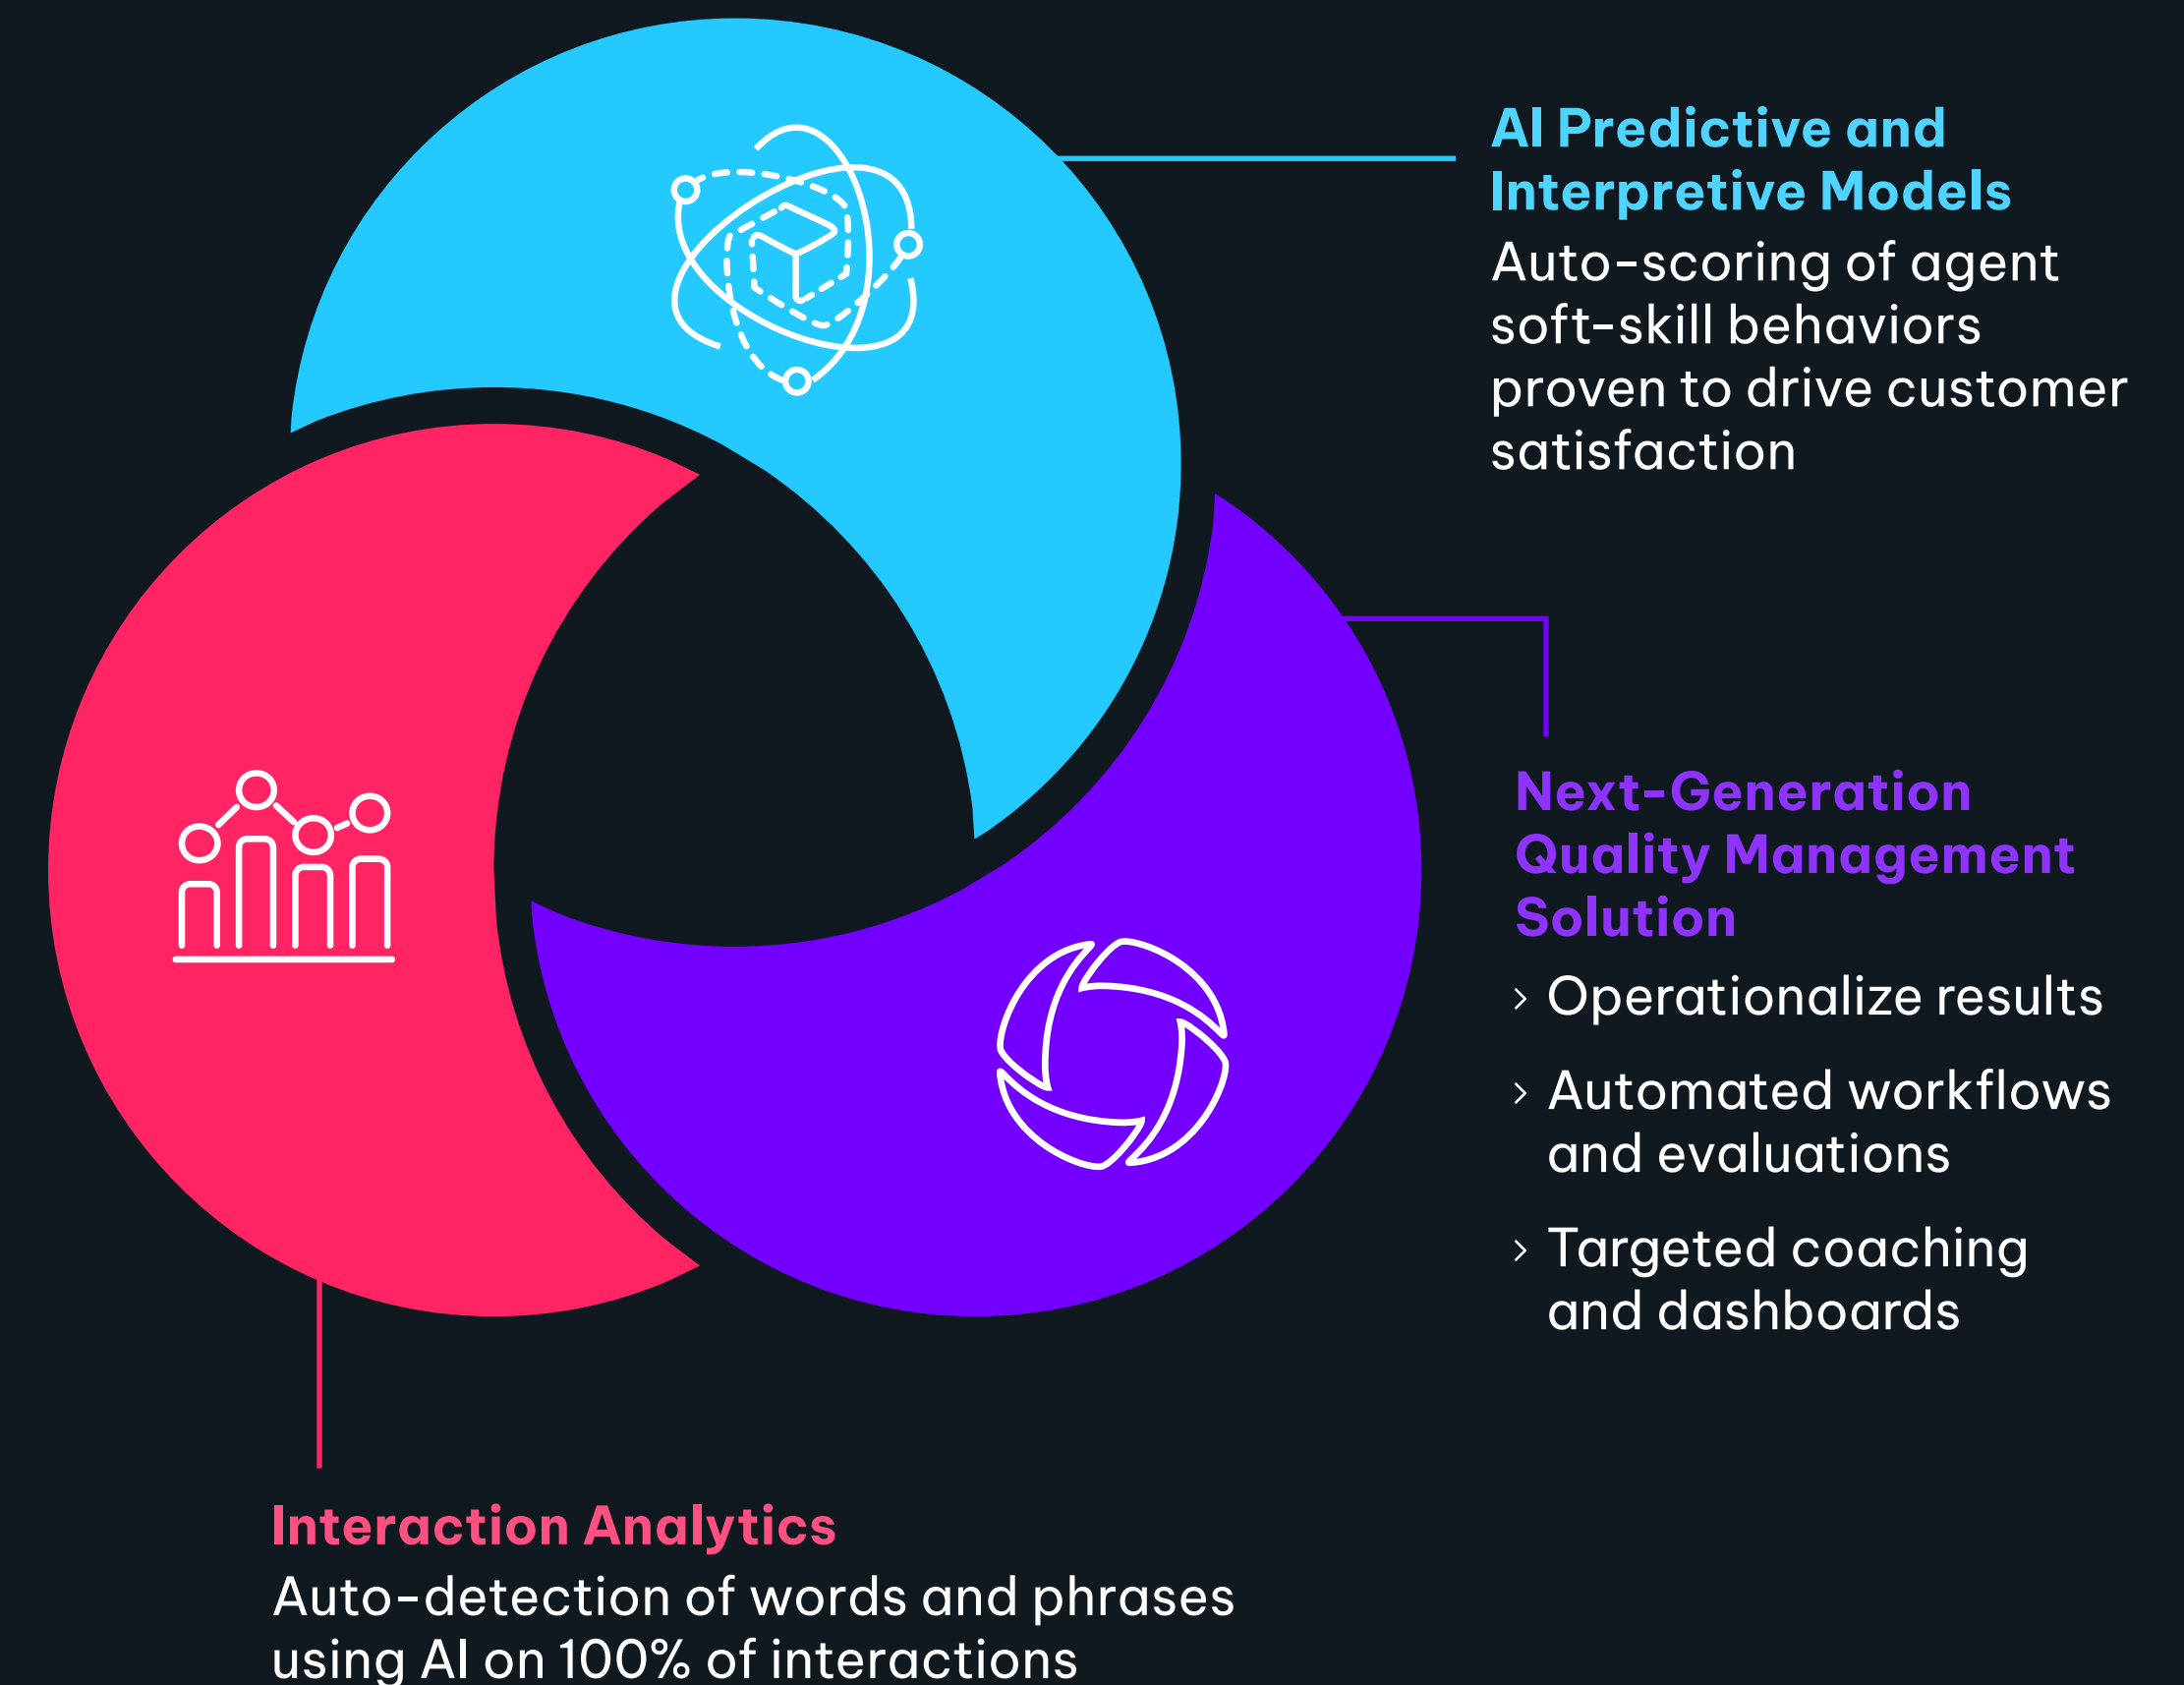 AI Predictive and
Interpretive Models
Auto-scoring of agent
soft-skill behaviors
proven to drive customer
satisfaction
Next-Generation
Quality Management
Solution
› Operationalize results
› Automated workflows
and evaluations
› Targeted coaching
and dashboards
Interaction Analytics
Auto-detection of words and phrases
using AI on 100% of interactions